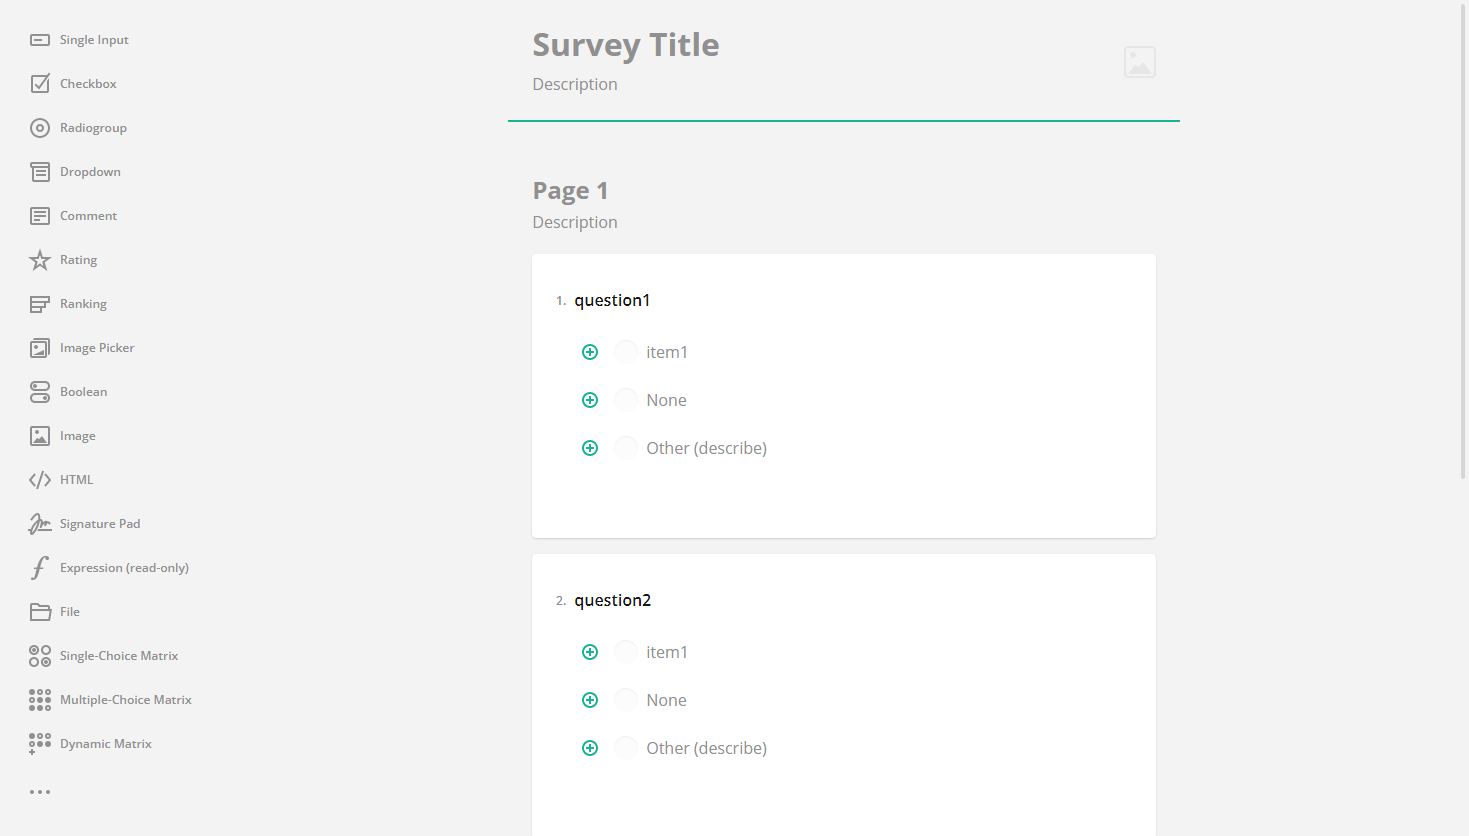 Single Input
Checkbox
Radiogroup
Dropdown
Comment
Rating
Ranking
Image Picker
Boolean
Image
HTML
Signature Pad
Expression (read-only)
File
Single-Choice Matrix
Multiple-Choice Matrix
Dynamic Matrix
Survey Title
Description
Page 1
Description
1. question1
item1
None
Other (describe)
2. question2
item1
None
Other (describe)